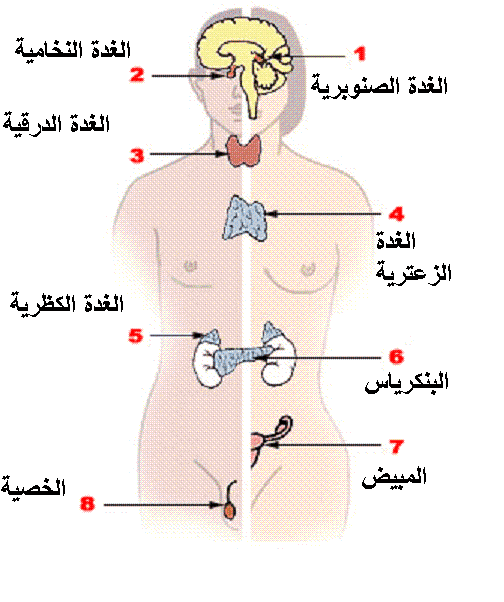 الغدة النخامية
1
2
الغدة الصنوبرية
الغدة الدرقية
3
4
الغدة
الزعترية
الغدة الكظرية
5
6
البنكرياس
7
المبيض
الخصية
8